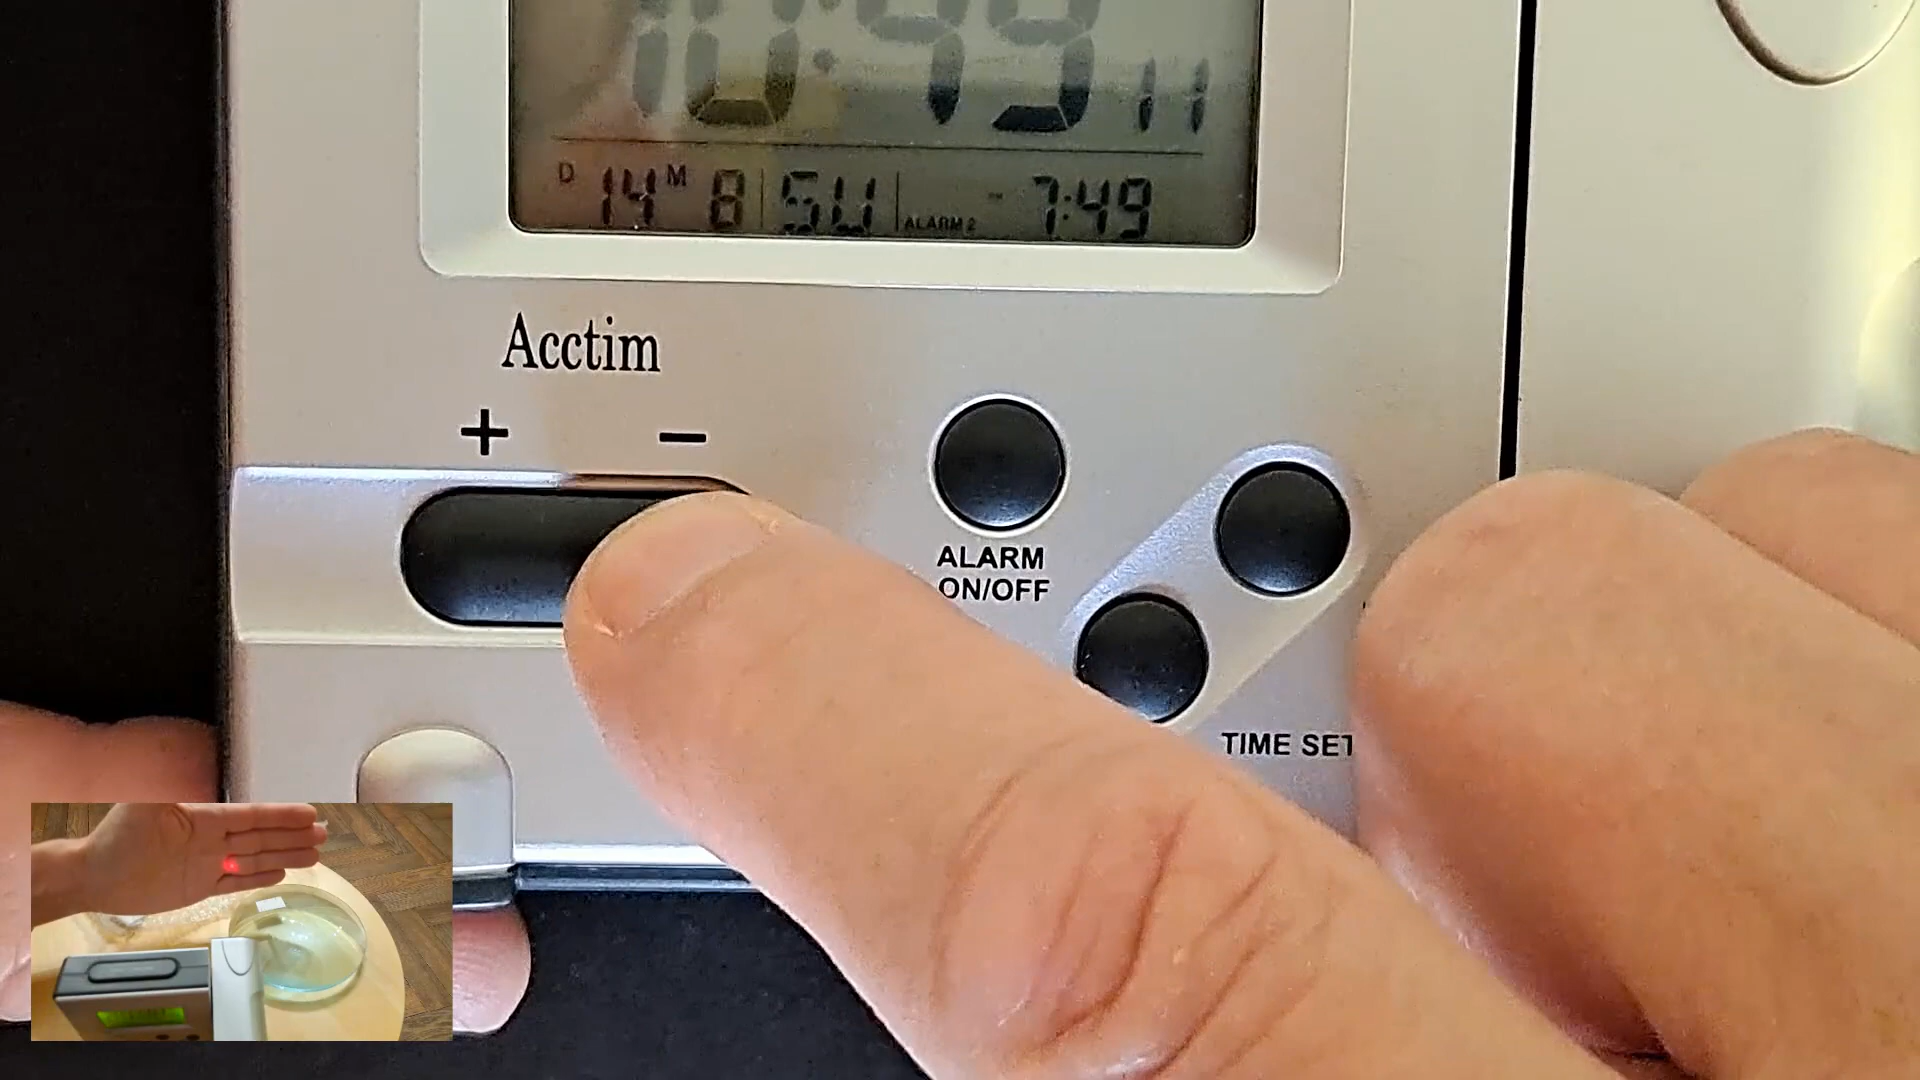 10:49 11
D 14 M 8 SU ALARM 2 7:49
Acctim
+ −
ALARM
ON/OFF
TIME SET